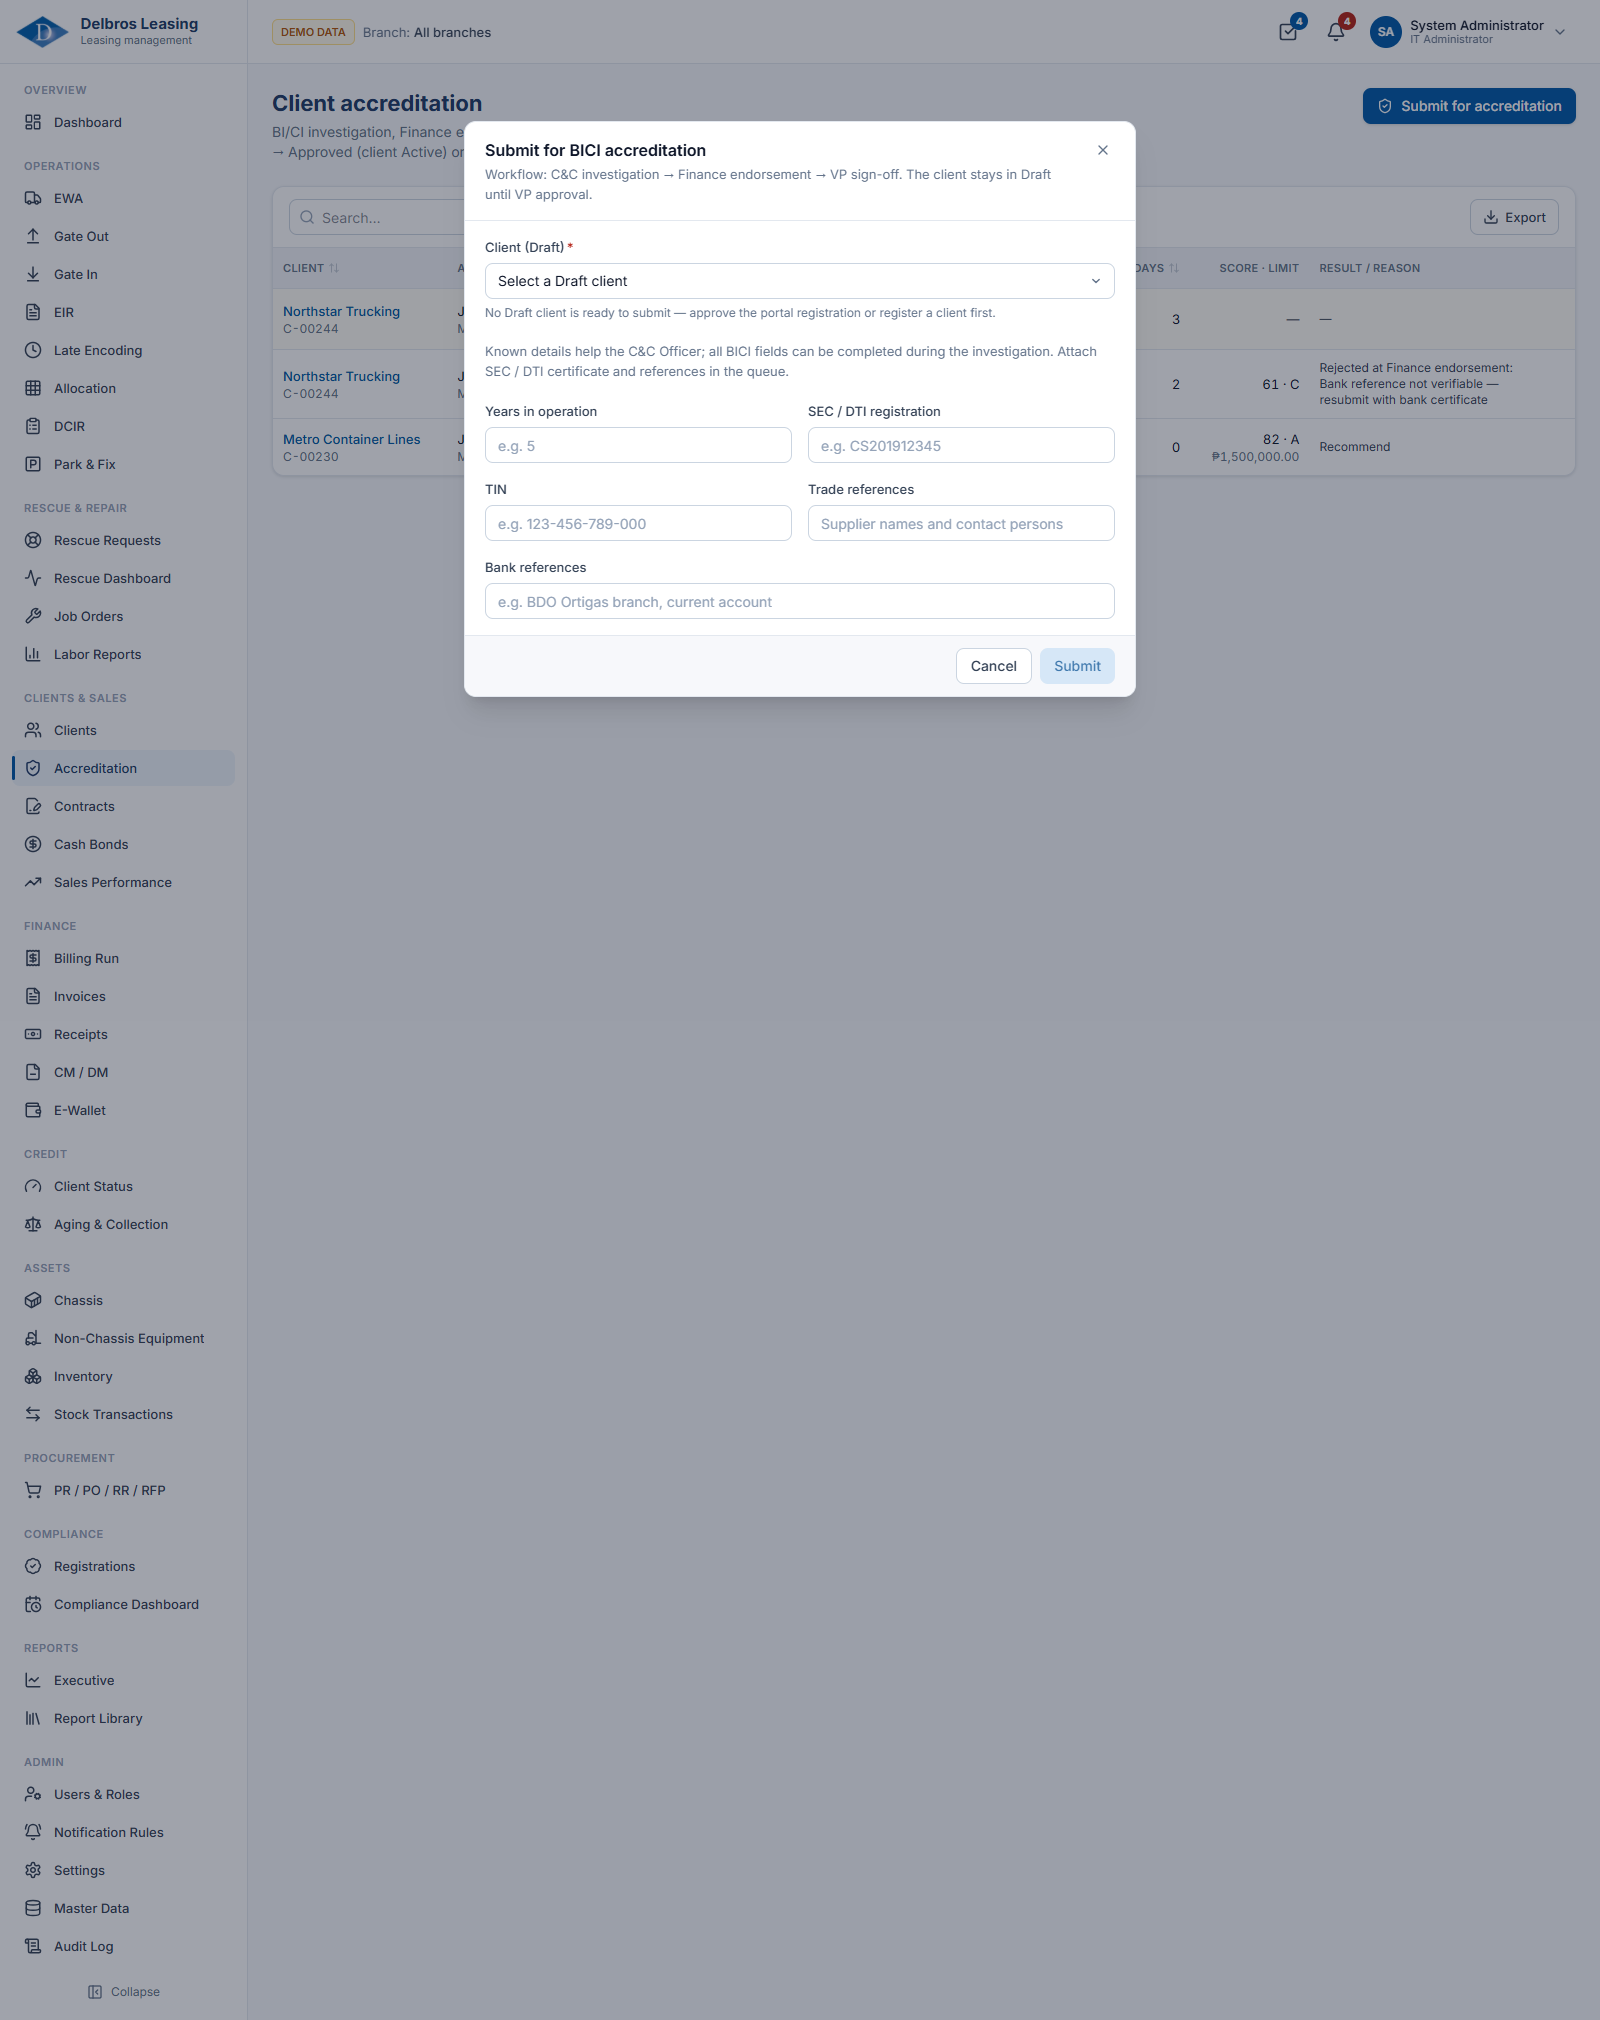 Delbros Leasing
Leasing management
DEMO DATA
Branch: All branches
4
4
SA
System Administrator
IT Administrator
OVERVIEW
Dashboard
OPERATIONS
EWA
Gate Out
Gate In
EIR
Late Encoding
Allocation
DCIR
Park & Fix
RESCUE & REPAIR
Rescue Requests
Rescue Dashboard
Job Orders
Labor Reports
CLIENTS & SALES
Clients
Accreditation
Contracts
Cash Bonds
Sales Performance
FINANCE
Billing Run
Invoices
Receipts
CM / DM
E-Wallet
CREDIT
Client Status
Aging & Collection
ASSETS
Chassis
Non-Chassis Equipment
Inventory
Stock Transactions
PROCUREMENT
PR / PO / RR / RFP
COMPLIANCE
Registrations
Compliance Dashboard
REPORTS
Executive
Report Library
ADMIN
Users & Roles
Notification Rules
Settings
Master Data
Audit Log
Collapse
Client accreditation
BI/CI investigation, Finance
→ Approved (client Active) or
Submit for accreditation
Search...
Export
CLIENT
DAYS
SCORE · LIMIT
RESULT / REASON
Northstar Trucking
C-00244
3
—
—
Northstar Trucking
C-00244
2
61 · C
Rejected at Finance endorsement:
Bank reference not verifiable —
resubmit with bank certificate
Metro Container Lines
C-00230
0
82 · A
₱1,500,000.00
Recommend
Submit for BICI accreditation
Workflow: C&C investigation → Finance endorsement → VP sign-off. The client stays in Draft
until VP approval.
Client (Draft) *
Select a Draft client
No Draft client is ready to submit — approve the portal registration or register a client first.
Known details help the C&C Officer; all BICI fields can be completed during the investigation. Attach
SEC / DTI certificate and references in the queue.
Years in operation
e.g. 5
SEC / DTI registration
e.g. CS201912345
TIN
e.g. 123-456-789-000
Trade references
Supplier names and contact persons
Bank references
e.g. BDO Ortigas branch, current account
Cancel
Submit